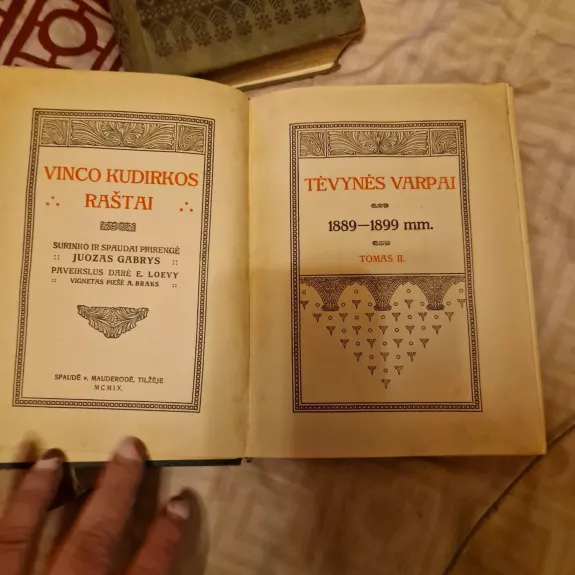 VINCO KUDIRKOS
RAŠTAI
SURINKO IR SPAUDAI PRIRENGĖ
:: JUOZAS GABRYS ::
PAVEIKSLUS DARĖ E. LOEVY
:: VIGNETAS PIEŠĖ A. BRAKS ::
SPAUDĖ v. MAUDERODĖ, TILŽĖJE
MCMIX.
TĖVYNĖS VARPAI
1889—1899 mm.
TOMAS II.